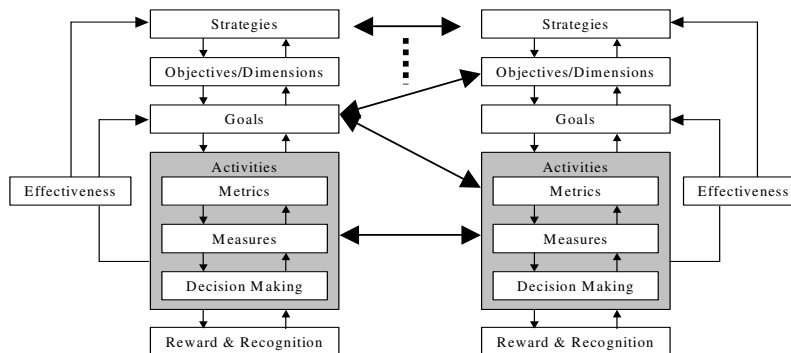 Strategies
Objectives/Dimensions
Goals
Activities
Metrics
Effectiveness
Measures
Decision Making
Reward & Recognition
Strategies
Objectives/Dimensions
Goals
Activities
Metrics
Effectiveness
Measures
Decision Making
Reward & Recognition